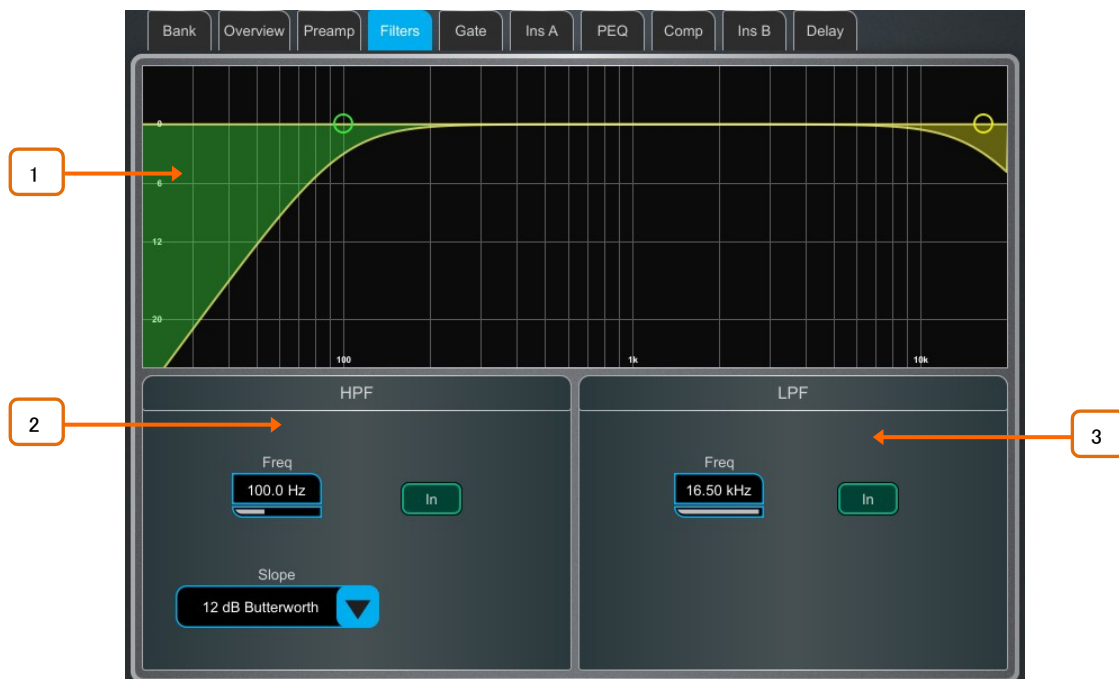 Bank Overview Preamp Filters Gate Ins A PEQ Comp Ins B Delay
0
1
6
12
20
100 1k 10k
HPF LPF
2
3
Freq Freq
100.0 Hz In 16.50 kHz In
Slope
12 dB Butterworth